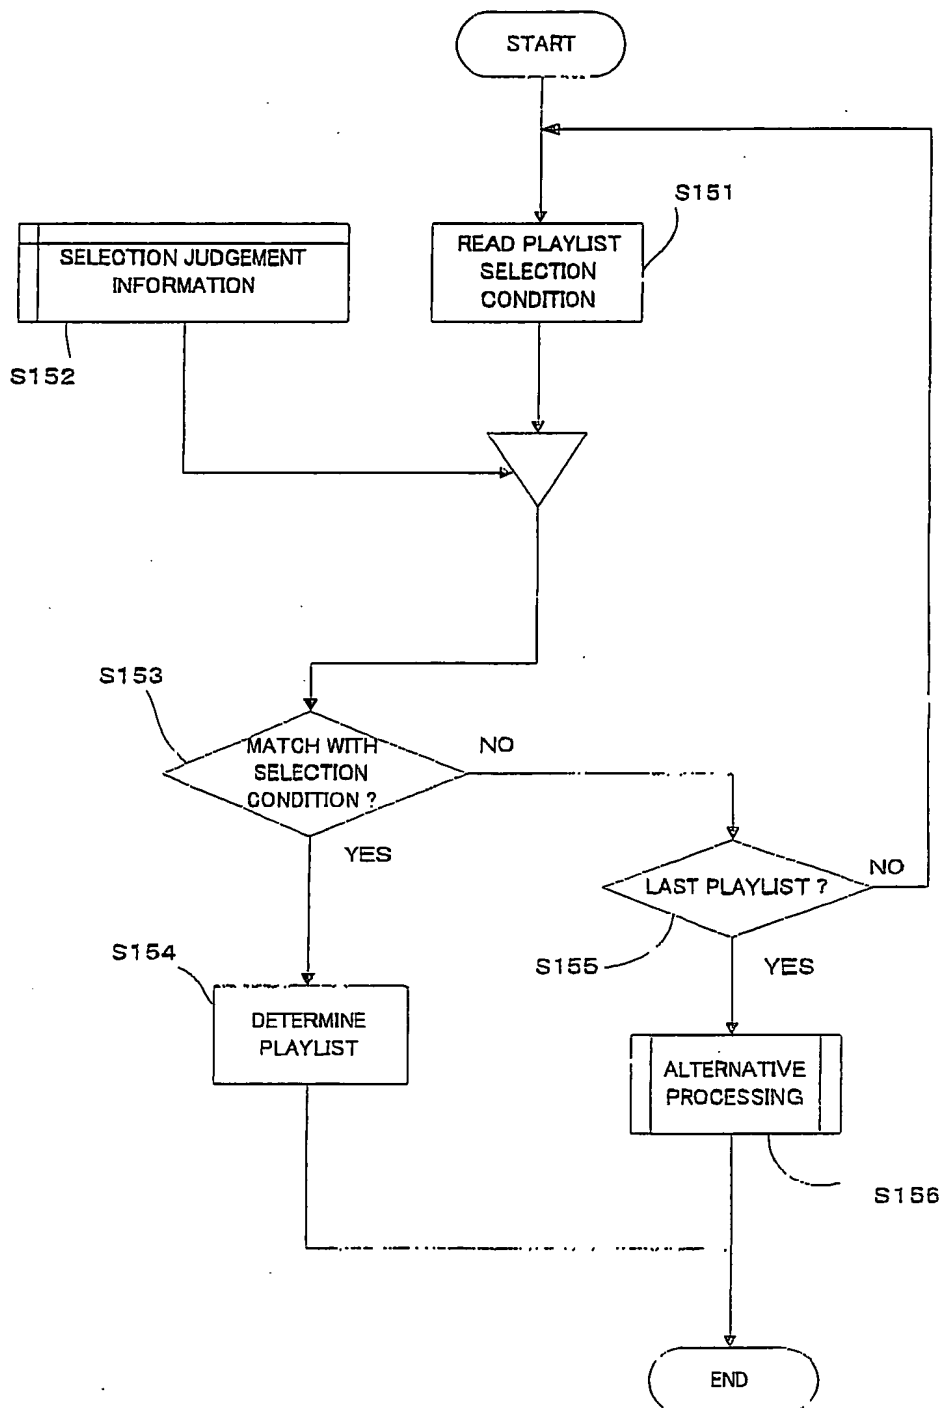 START
S151
READ PLAYLIST
SELECTION
CONDITION
SELECTION JUDGEMENT
INFORMATION
S152
S153
MATCH WITH
SELECTION
CONDITION ?
NO
YES
LAST PLAYLIST ?
NO
S155
YES
S154
DETERMINE
PLAYLIST
ALTERNATIVE
PROCESSING
S156
END